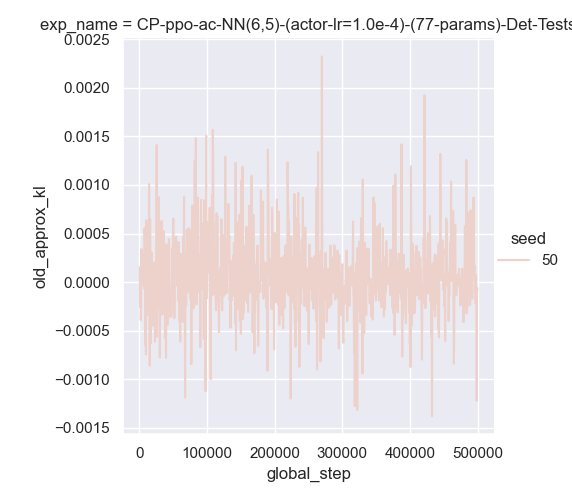 exp_name = CP-ppo-ac-NN(6,5)-(actor-lr=1.0e-4)-(77-params)-Det-Tests
0.0025
0.0020
0.0015
0.0010
0.0005
0.0000
−0.0005
−0.0010
−0.0015
old_approx_kl
0 100000 200000 300000 400000 500000
global_step
seed
50